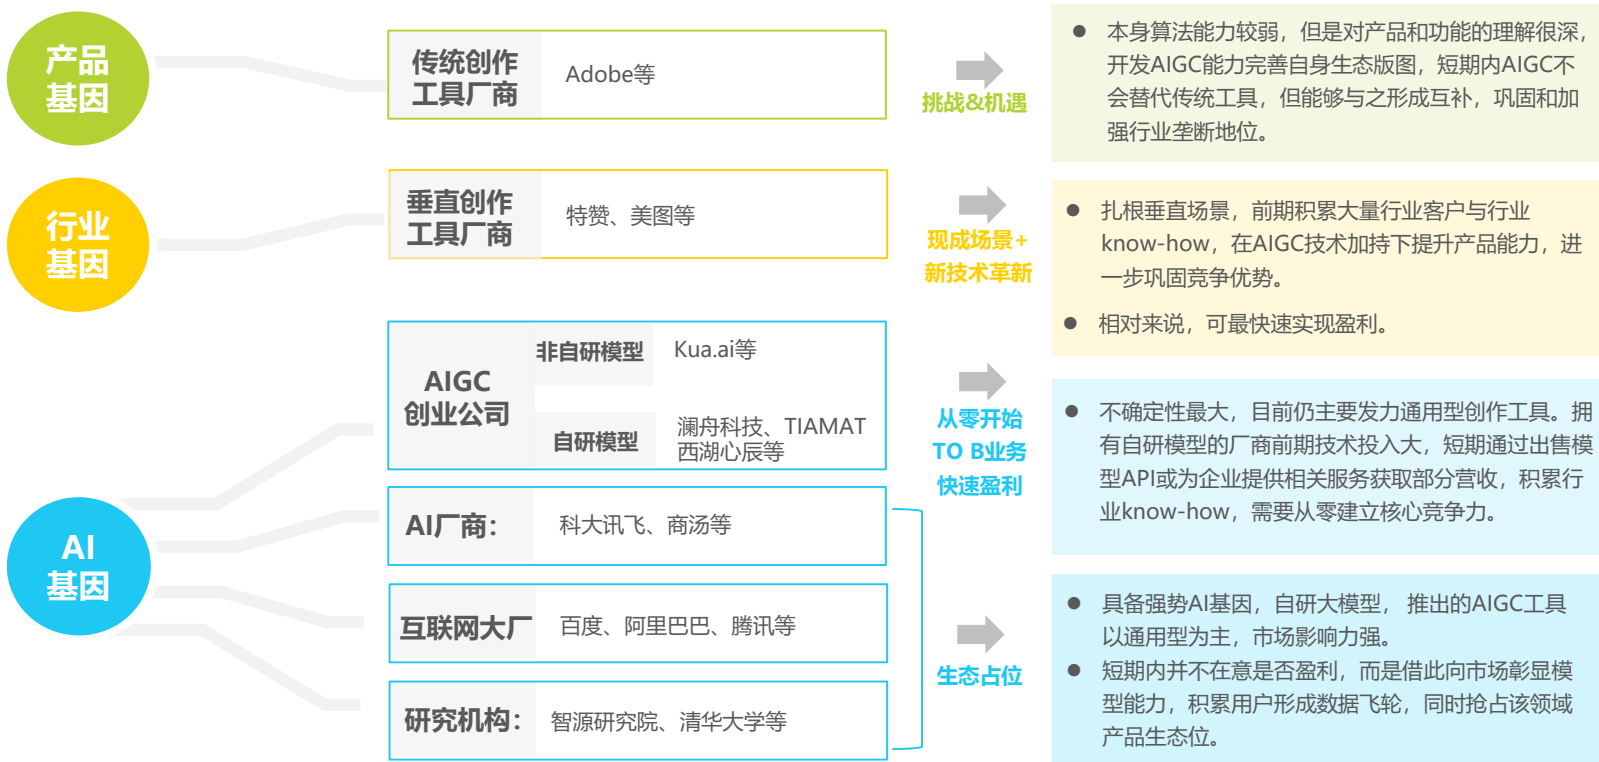 产品
基因
传统创作
工具厂商
Adobe等
挑战&机遇
● 本身算法能力较弱，但是对产品和功能的理解很深，
开发AIGC能力完善自身生态版图，短期内AIGC不
会替代传统工具，但能够与之形成互补，巩固和加
强行业垄断地位。
行业
基因
垂直创作
工具厂商
特赞、美图等
现成场景+
新技术革新
● 扎根垂直场景，前期积累大量行业客户与行业
know-how，在AIGC技术加持下提升产品能力，进
一步巩固竞争优势。
● 相对来说，可最快速实现盈利。
AI
基因
AIGC
创业公司
非自研模型
Kua.ai等
自研模型
澜舟科技、TIAMAT
西湖心辰等
从零开始
TO B业务
快速盈利
● 不确定性最大，目前仍主要发力通用型创作工具。拥
有自研模型的厂商前期技术投入大，短期通过出售模
型API或为企业提供相关服务获取部分营收，积累行
业know-how，需要从零建立核心竞争力。
AI厂商：
科大讯飞、商汤等
互联网大厂
百度、阿里巴巴、腾讯等
研究机构：
智源研究院、清华大学等
生态占位
● 具备强势AI基因，自研大模型， 推出的AIGC工具
以通用型为主，市场影响力强。
● 短期内并不在意是否盈利，而是借此向市场彰显模
型能力，积累用户形成数据飞轮，同时抢占该领域
产品生态位。